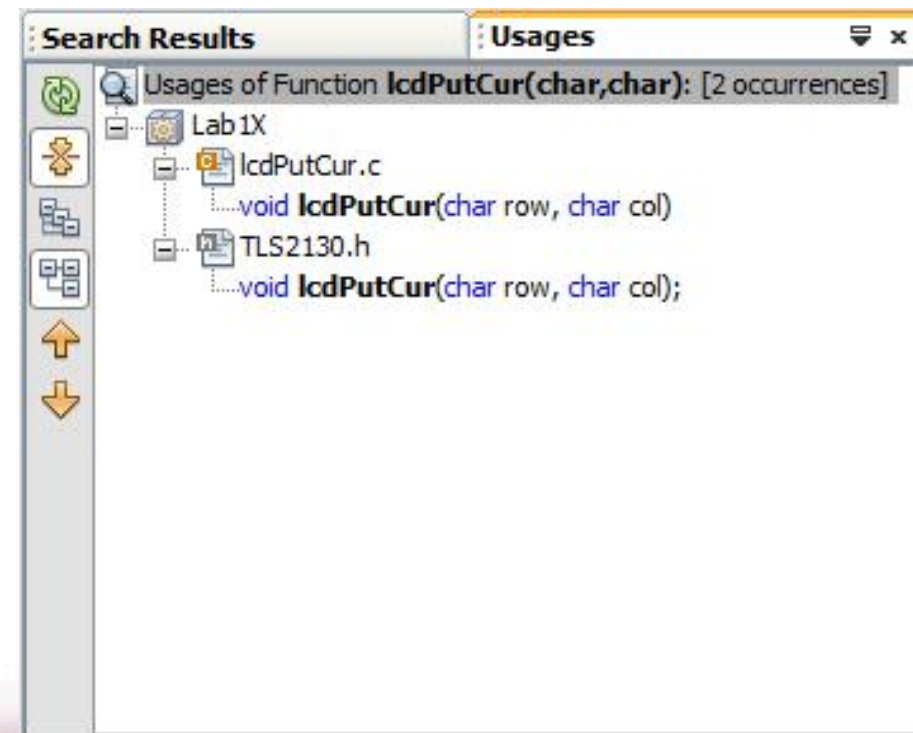 Search Results
Usages
Usages of Function lcdPutCur(char,char): [2 occurrences]
Lab1X
lcdPutCur.c
void lcdPutCur(char row, char col)
TLS2130.h
void lcdPutCur(char row, char col);